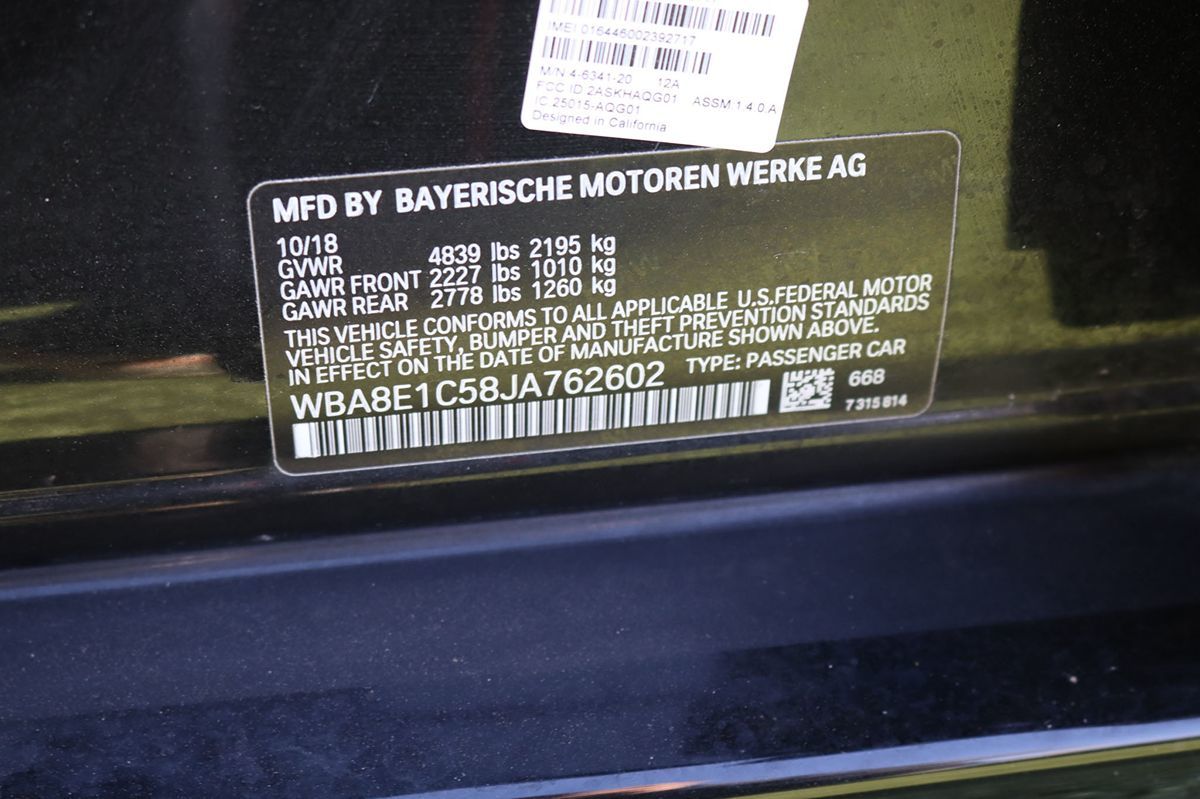 IMEI 016446002392717
M/N 4-6341-20 12A
FCC ID 2ASKHAQG01 ASSM 1.4.0.A
IC 25015-AQG01
Designed in California
MFD BY BAYERISCHE MOTOREN WERKE AG
10/18
GVWR 4839 lbs 2195 kg
GAWR FRONT 2227 lbs 1010 kg
GAWR REAR 2778 lbs 1260 kg
THIS VEHICLE CONFORMS TO ALL APPLICABLE U.S.FEDERAL MOTOR
VEHICLE SAFETY, BUMPER AND THEFT PREVENTION STANDARDS
IN EFFECT ON THE DATE OF MANUFACTURE SHOWN ABOVE.
WBA8E1C58JA762602 TYPE: PASSENGER CAR
668
7 315 814